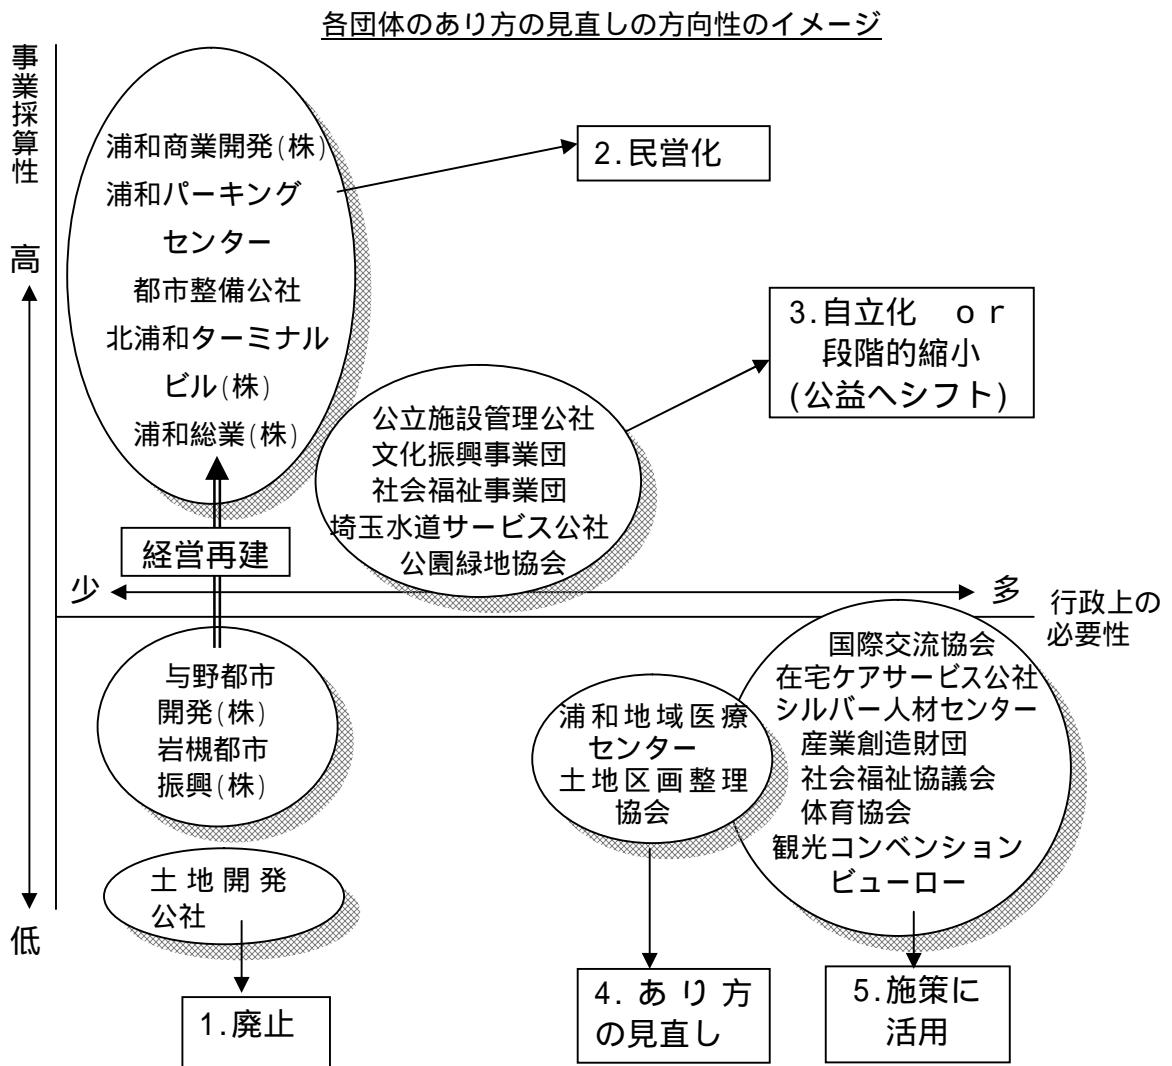 各団体のあり方の見直しの方向性のイメージ
事業採算性
高
低
浦和商業開発(株)
浦和パーキング
センター
都市整備公社
北浦和ターミナル
ビル(株)
浦和総業(株)
2.民営化
3.自立化 or
段階的縮小
(公益へシフト)
公立施設管理公社
文化振興事業団
社会福祉事業団
埼玉水道サービス公社
公園緑地協会
経営再建
少
多
行政上の
必要性
与野都市
開発(株)
岩槻都市
振興(株)
浦和地域医療
センター
土地区画整理
協会
国際交流協会
在宅ケアサービス公社
シルバー人材センター
産業創造財団
社会福祉協議会
体育協会
観光コンベンション
ビューロー
土地開発
公社
1.廃止
4.あり方
の見直し
5.施策に
活用